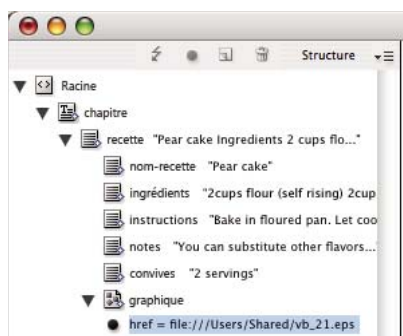 Structure
Racine
chapitre
recette "Pear cake Ingredients 2 cups flo..."
nom-recette "Pear cake"
ingrédients "2cups flour (self rising) 2cup
instructions "Bake in floured pan. Let coo
notes "You can substitute other flavors...
convives "2 servings"
graphique
href = file:///Users/Shared/vb_21.eps